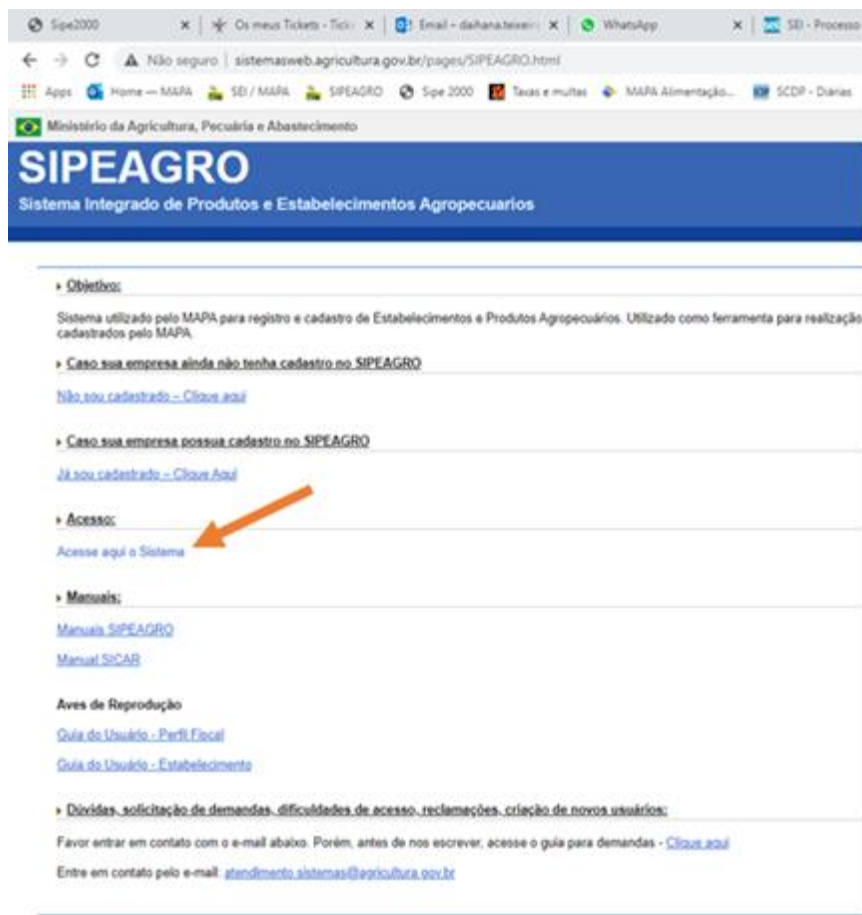 Sipe2000
Os meus Tickets - Tick
Email - daihana.teixeir
WhatsApp
SEI - Processo
Não seguro | sistemasweb.agricultura.gov.br/pages/SIPEAGRO.html
Apps Home — MAPA SEI / MAPA SIPEAGRO Sipe 2000 Taxas e multas MAPA Alimentação... SCDP - Diárias
Ministério da Agricultura, Pecuária e Abastecimento
SIPEAGRO
Sistema Integrado de Produtos e Estabelecimentos Agropecuarios
Objetivo:
Sistema utilizado pelo MAPA para registro e cadastro de Estabelecimentos e Produtos Agropecuários. Utilizado como ferramenta para realização
cadastrados pelo MAPA.
Caso sua empresa ainda não tenha cadastro no SIPEAGRO
Não sou cadastrado – Clique aqui
Caso sua empresa possua cadastro no SIPEAGRO
Já sou cadastrado – Clique Aqui
Acesso:
Acesse aqui o Sistema
Manuais:
Manuais SIPEAGRO
Manual SICAR
Aves de Reprodução
Guia do Usuário - Perfil Fiscal
Guia do Usuário - Estabelecimento
Dúvidas, solicitação de demandas, dificuldades de acesso, reclamações, criação de novos usuários:
Favor entrar em contato com o e-mail abaixo. Porém, antes de nos escrever, acesse o guia para demandas - Clique aqui
Entre em contato pelo e-mail: atendimento.sistemas@agricultura.gov.br